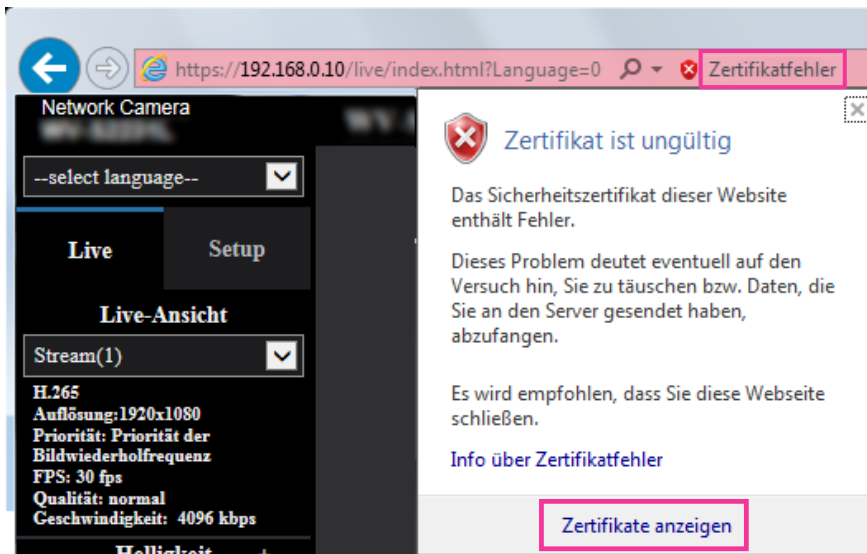 https://192.168.0.10/live/index.html?Language=0
Zertifikatfehler
Network Camera
--select language--
Live
Setup
Live-Ansicht
Stream(1)
H.265
Auflösung:1920x1080
Priorität: Priorität der
Bildwiederholfrequenz
FPS: 30 fps
Qualität: normal
Geschwindigkeit: 4096 kbps
Helligkeit +
Zertifikat ist ungültig
Das Sicherheitszertifikat dieser Website
enthält Fehler.
Dieses Problem deutet eventuell auf den
Versuch hin, Sie zu täuschen bzw. Daten, die
Sie an den Server gesendet haben,
abzufangen.
Es wird empfohlen, dass Sie diese Webseite
schließen.
Info über Zertifikatfehler
Zertifikate anzeigen